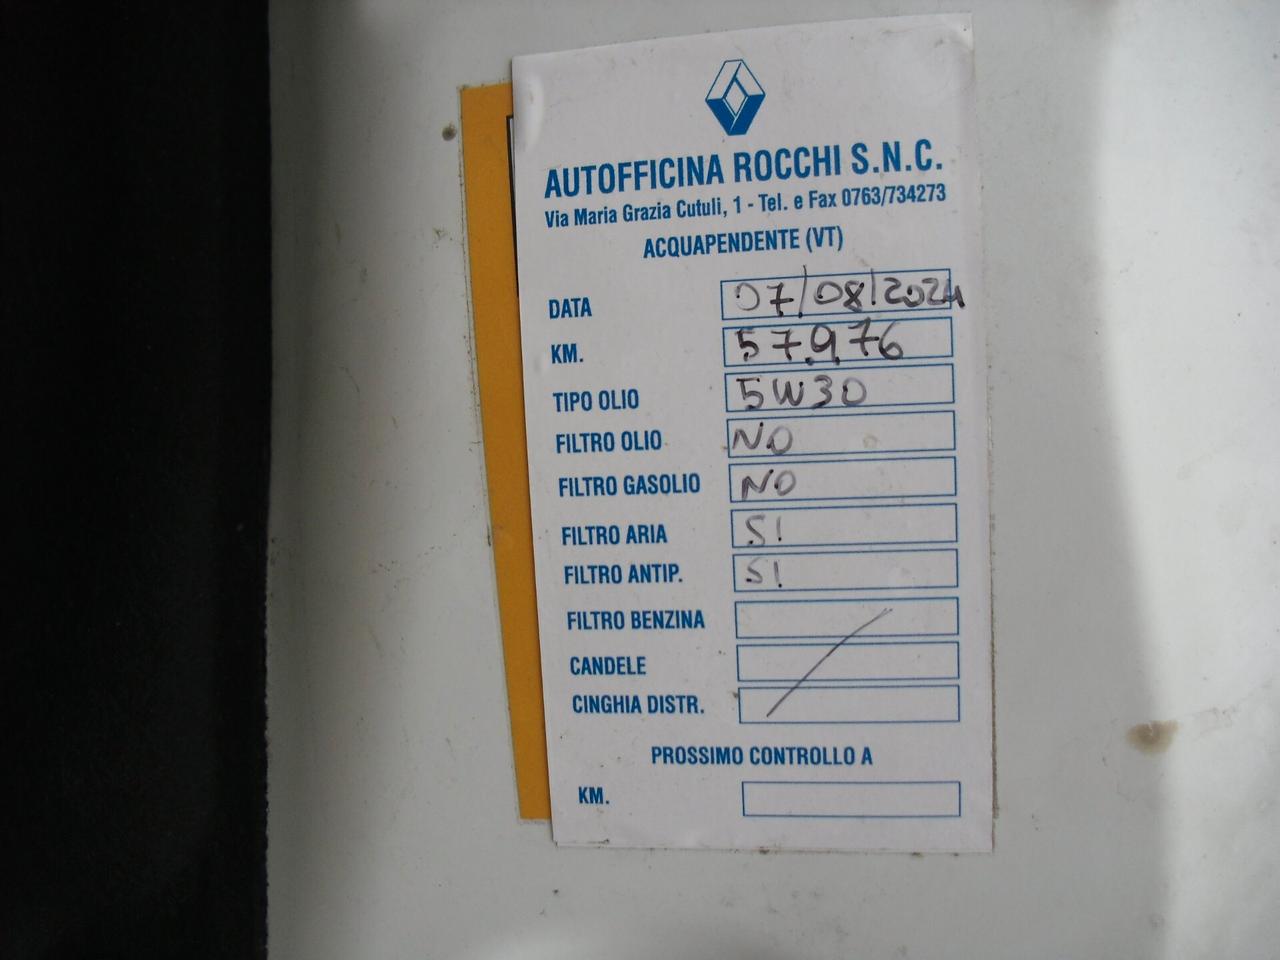 AUTOFFICINA ROCCHI S.N.C.
Via Maria Grazia Cutuli, 1 - Tel. e Fax 0763/734273
ACQUAPENDENTE (VT)
DATA 07/08/2024
KM. 57.976
TIPO OLIO 5W30
FILTRO OLIO NO
FILTRO GASOLIO NO
FILTRO ARIA SI
FILTRO ANTIP. SI
FILTRO BENZINA
CANDELE
CINGHIA DISTR.
PROSSIMO CONTROLLO A
KM.